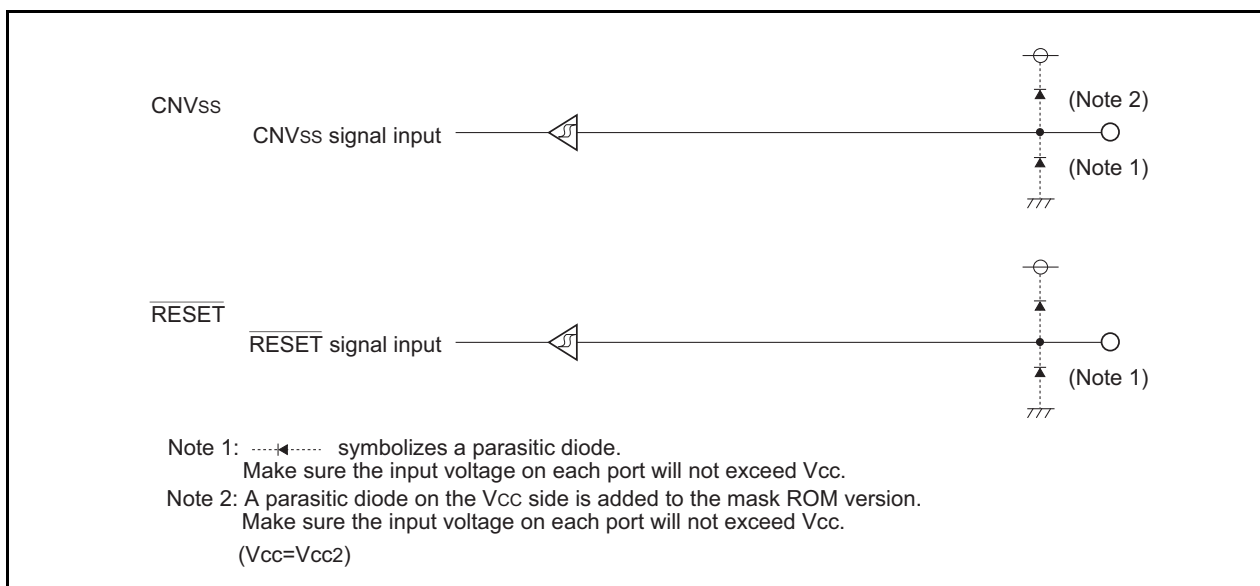 (Note 2)
CNVss
CNVss signal input
(Note 1)
RESET
RESET signal input
(Note 1)
Note 1: symbolizes a parasitic diode.
Make sure the input voltage on each port will not exceed Vcc.
Note 2: A parasitic diode on the VCC side is added to the mask ROM version.
Make sure the input voltage on each port will not exceed Vcc.
(Vcc=Vcc2)